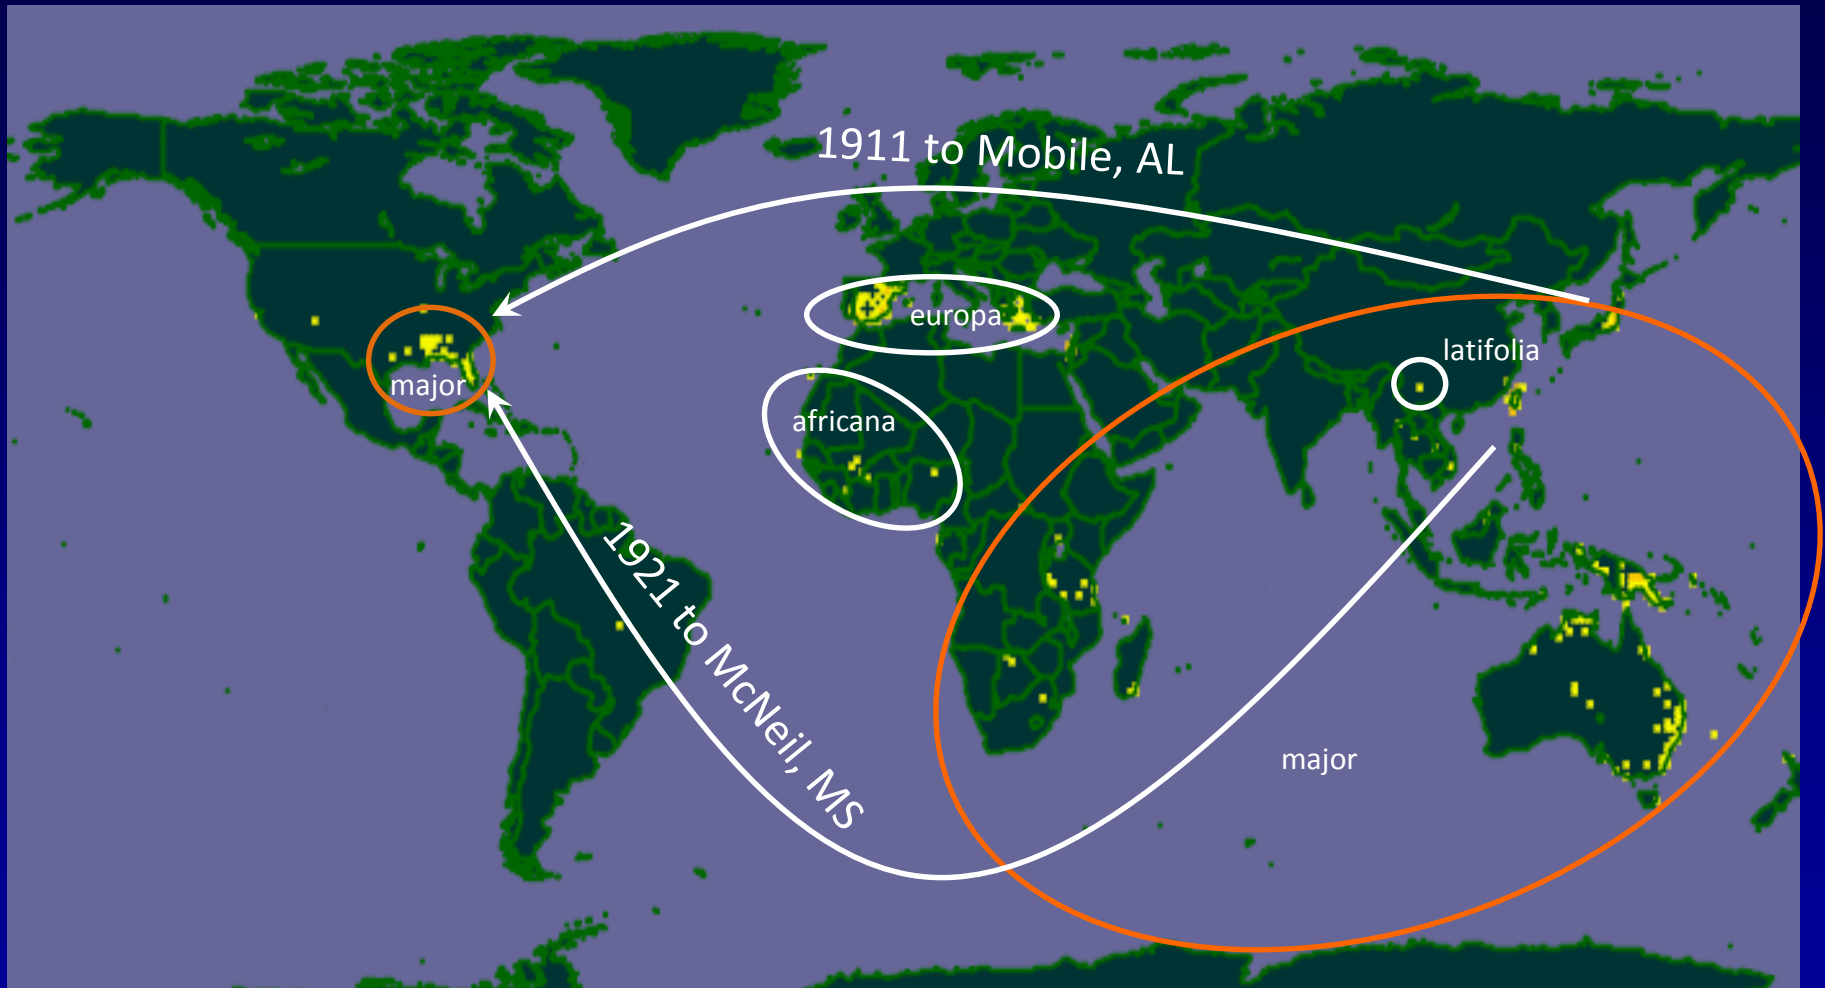 1911 to Mobile, AL
europa
latifolia
major
africana
1921 to McNeil, MS
major